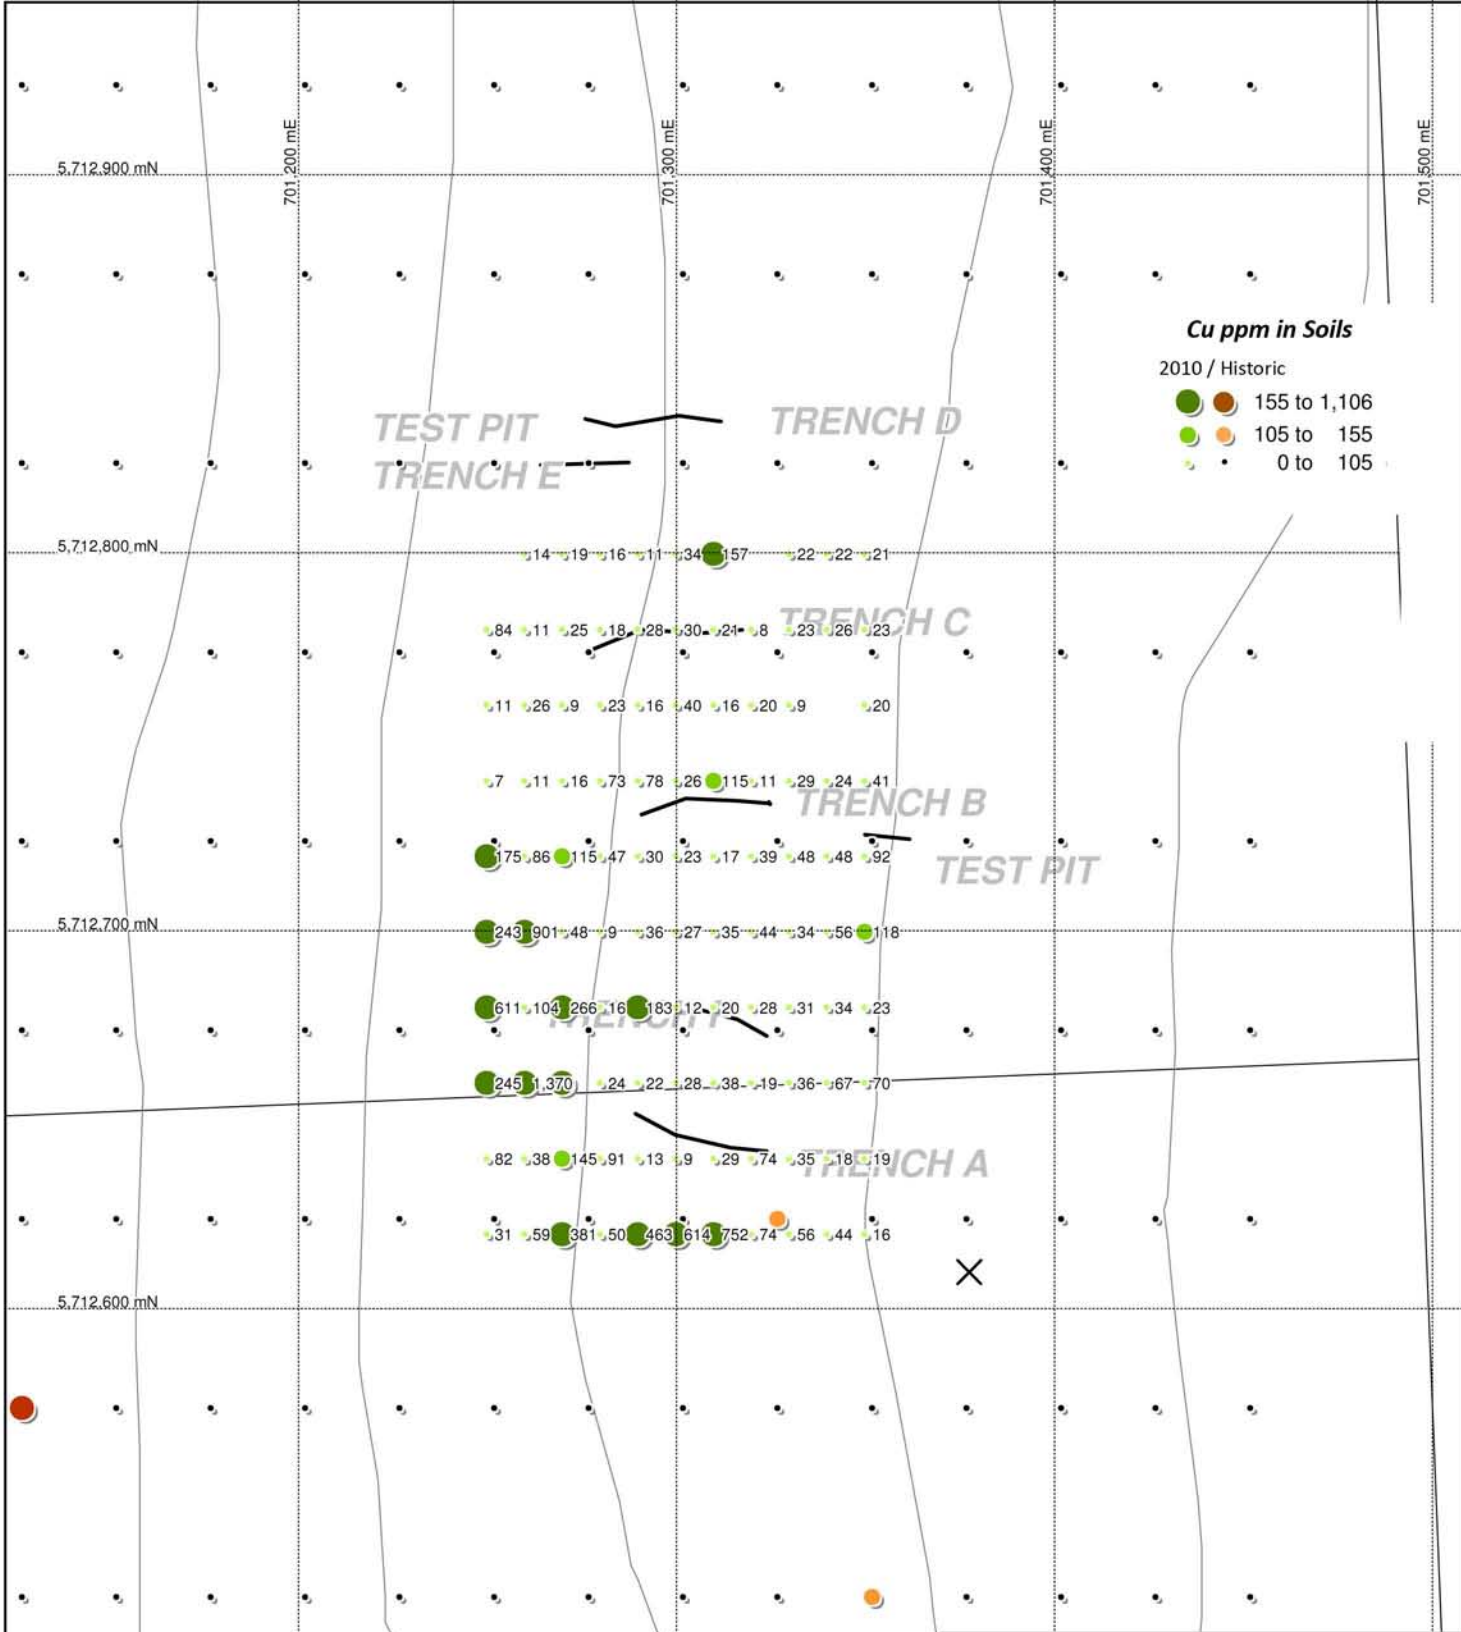 5,712,900 mN
701,200 mE
701,300 mE
701,400 mE
701,500 mE
Cu ppm in Soils
2010 / Historic
155 to 1,106
105 to 155
0 to 105
TEST PIT
TRENCH D
TRENCH E
5,712,800 mN
14 19 16 11 34 157 22 22 21
TRENCH C
84 11 25 18 28 30 21 8 23 26 23
11 26 9 23 16 40 16 20 9 20
7 11 16 73 78 26 115 11 29 24 41
TRENCH B
175 86 115 47 30 23 17 39 48 48 92
TEST PIT
5,712,700 mN
243 901 48 9 36 27 35 44 34 56 118
611 104 266 16 183 12 20 28 31 34 23
245 1,370 24 22 28 38 19 36 67 70
82 38 145 91 13 9 29 74 35 18 19
TRENCH A
31 59 381 50 463 614 752 74 56 44 16
5,712,600 mN